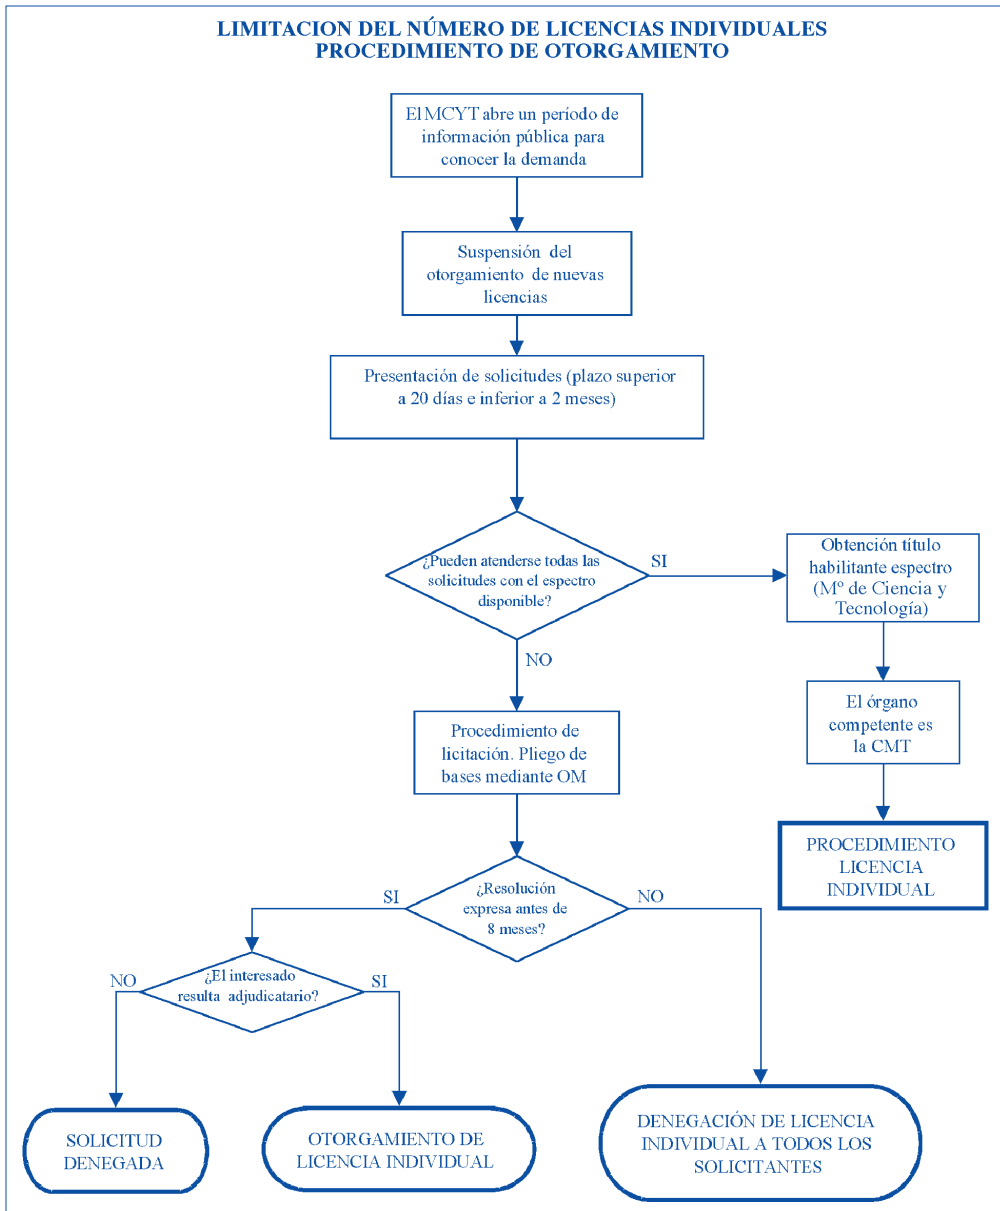 LIMITACION DEL NÚMERO DE LICENCIAS INDIVIDUALES
PROCEDIMIENTO DE OTORGAMIENTO
El MCYT abre un período de
información pública para
conocer la demanda
Suspensión del
otorgamiento de nuevas
licencias
Presentación de solicitudes (plazo superior
a 20 días e inferior a 2 meses)
¿Pueden atenderse todas las
solicitudes con el espectro
disponible?
SI
Obtención título
habilitante espectro
(Mº de Ciencia y
Tecnología)
NO
El órgano
competente es
la CMT
Procedimiento de
licitación. Pliego de
bases mediante OM
PROCEDIMIENTO
LICENCIA
INDIVIDUAL
¿Resolución
expresa antes de
8 meses?
SI
NO
¿El interesado
resulta adjudicatario?
NO
SI
SOLICITUD
DENEGADA
OTORGAMIENTO DE
LICENCIA INDIVIDUAL
DENEGACIÓN DE LICENCIA
INDIVIDUAL A TODOS LOS
SOLICITANTES